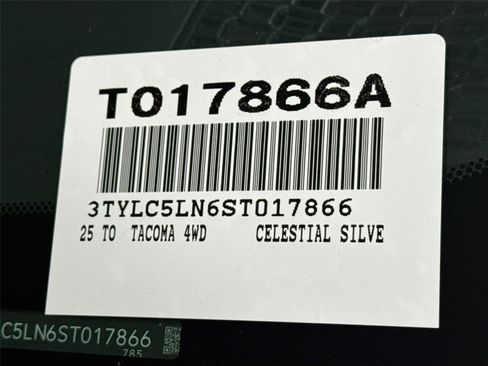 T017866A
3TYLC5LN6ST017866
25 TO TACOMA 4WD CELESTIAL SILVE
C5LN6ST017866
785